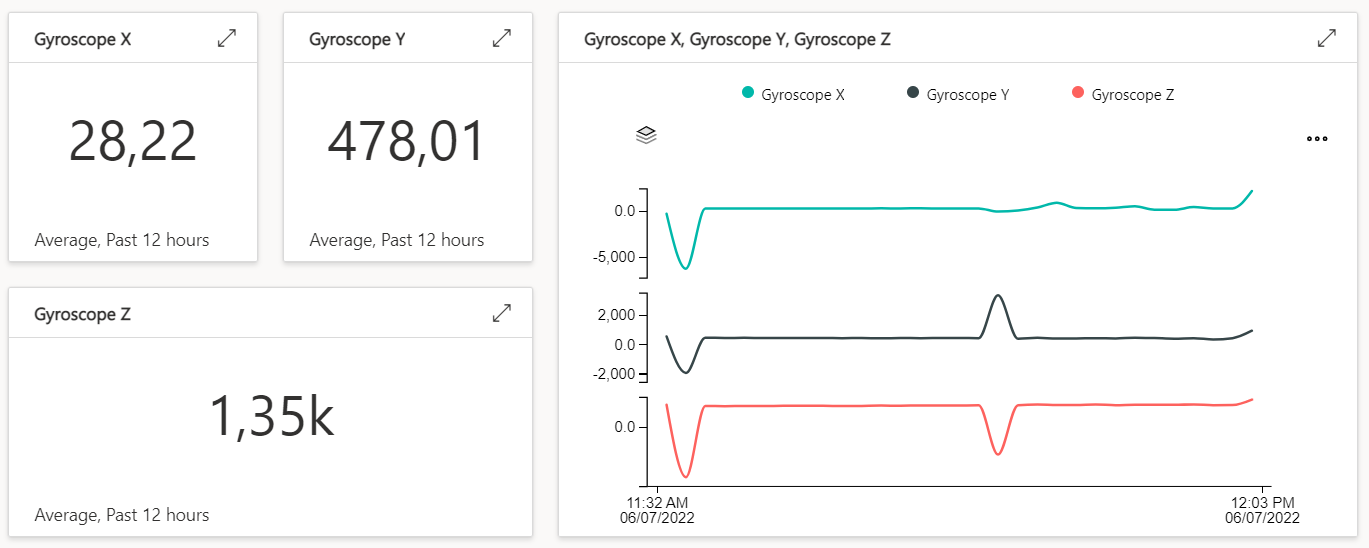 Gyroscope X
28,22
Average, Past 12 hours
Gyroscope Y
478,01
Average, Past 12 hours
Gyroscope Z
1,35k
Average, Past 12 hours
Gyroscope X, Gyroscope Y, Gyroscope Z
Gyroscope X Gyroscope Y Gyroscope Z
0.0
-5,000
2,000
0.0
-2,000
0.0
11:32 AM 12:03 PM
06/07/2022 06/07/2022